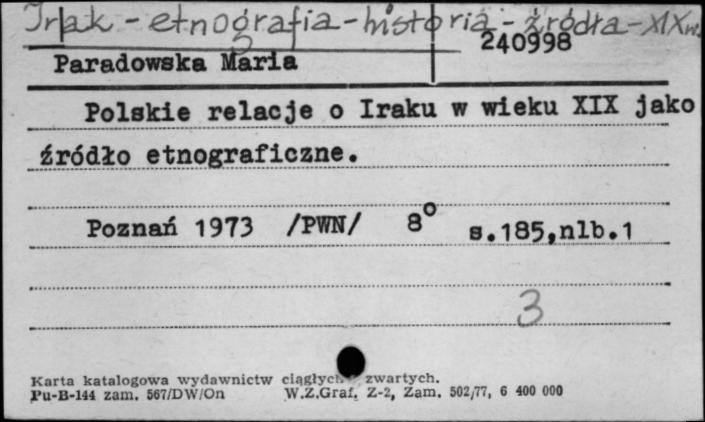 Irak - etnografia - historia - źródła - XIX w.
240998
Paradowska Maria
Polskie relacje o Iraku w wieku XIX jako
źródło etnograficzne.
Poznań 1973 /PWN/ 8° s.185,nlb.1
3
Karta katalogowa wydawnictw ciągłych zwartych.
Pu-B-144 zam. 567/DW/On W.Z.Graf. Z-2, Zam. 502/77, 6 400 000